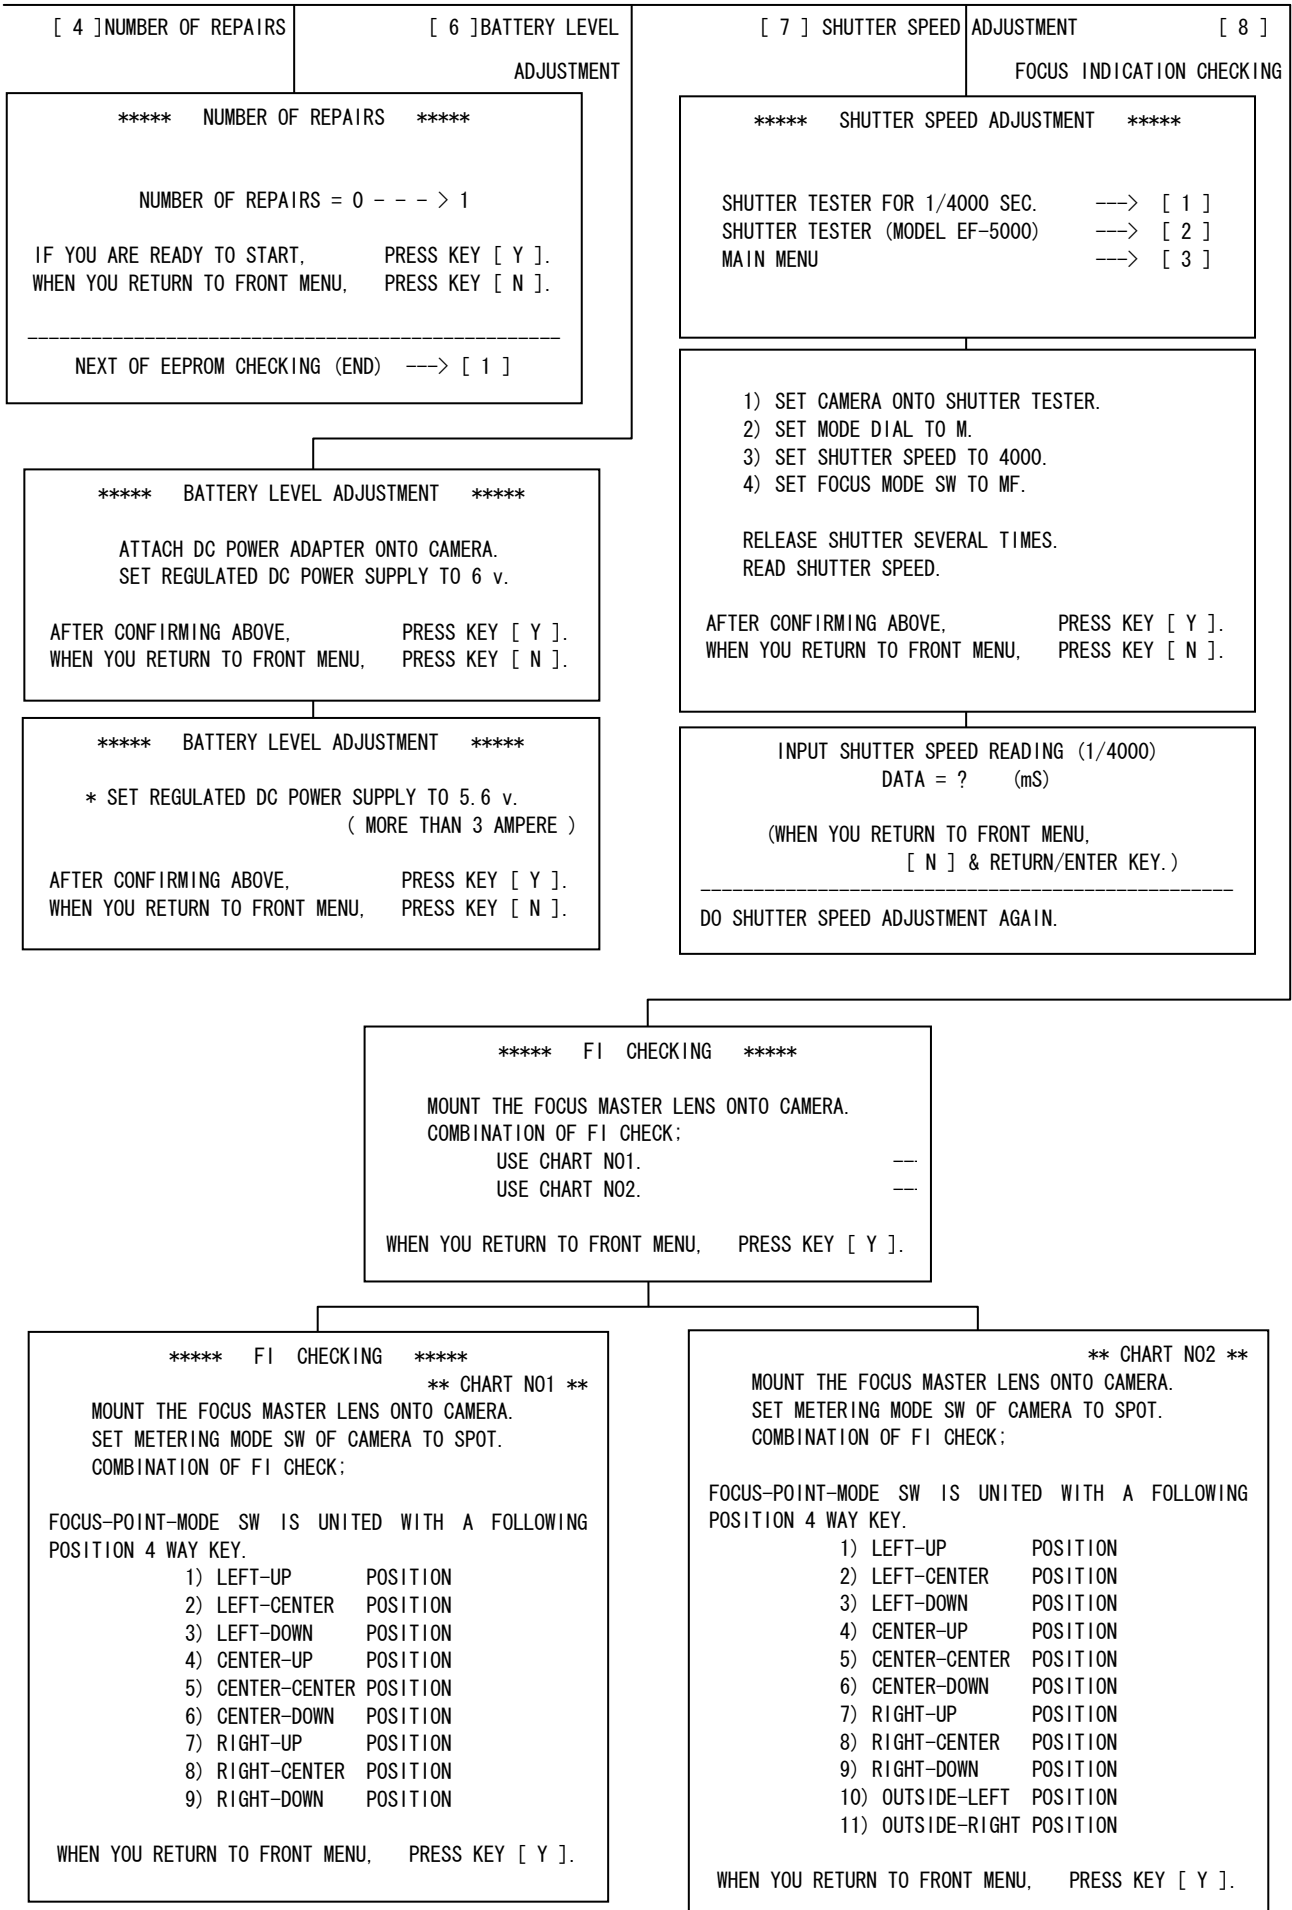 [ 4 ]NUMBER OF REPAIRS
[ 6 ]BATTERY LEVEL
ADJUSTMENT
[ 7 ] SHUTTER SPEED ADJUSTMENT
[ 8 ]
FOCUS INDICATION CHECKING
***** NUMBER OF REPAIRS *****
NUMBER OF REPAIRS = 0 - - - > 1
IF YOU ARE READY TO START, PRESS KEY [ Y ].
WHEN YOU RETURN TO FRONT MENU, PRESS KEY [ N ].
--------------------------------------------------
NEXT OF EEPROM CHECKING (END) ---> [ 1 ]
***** BATTERY LEVEL ADJUSTMENT *****
ATTACH DC POWER ADAPTER ONTO CAMERA.
SET REGULATED DC POWER SUPPLY TO 6 v.
AFTER CONFIRMING ABOVE, PRESS KEY [ Y ].
WHEN YOU RETURN TO FRONT MENU, PRESS KEY [ N ].
***** BATTERY LEVEL ADJUSTMENT *****
* SET REGULATED DC POWER SUPPLY TO 5.6 v.
( MORE THAN 3 AMPERE )
AFTER CONFIRMING ABOVE, PRESS KEY [ Y ].
WHEN YOU RETURN TO FRONT MENU, PRESS KEY [ N ].
***** SHUTTER SPEED ADJUSTMENT *****
SHUTTER TESTER FOR 1/4000 SEC. ---> [ 1 ]
SHUTTER TESTER (MODEL EF-5000) ---> [ 2 ]
MAIN MENU ---> [ 3 ]
1) SET CAMERA ONTO SHUTTER TESTER.
2) SET MODE DIAL TO M.
3) SET SHUTTER SPEED TO 4000.
4) SET FOCUS MODE SW TO MF.
RELEASE SHUTTER SEVERAL TIMES.
READ SHUTTER SPEED.
AFTER CONFIRMING ABOVE, PRESS KEY [ Y ].
WHEN YOU RETURN TO FRONT MENU, PRESS KEY [ N ].
INPUT SHUTTER SPEED READING (1/4000)
DATA = ? (mS)
(WHEN YOU RETURN TO FRONT MENU,
[ N ] & RETURN/ENTER KEY.)
--------------------------------------------------
DO SHUTTER SPEED ADJUSTMENT AGAIN.
***** FI CHECKING *****
MOUNT THE FOCUS MASTER LENS ONTO CAMERA.
COMBINATION OF FI CHECK;
USE CHART NO1. --
USE CHART NO2. --
WHEN YOU RETURN TO FRONT MENU, PRESS KEY [ Y ].
***** FI CHECKING *****
** CHART NO1 **
MOUNT THE FOCUS MASTER LENS ONTO CAMERA.
SET METERING MODE SW OF CAMERA TO SPOT.
COMBINATION OF FI CHECK;
FOCUS-POINT-MODE SW IS UNITED WITH A FOLLOWING
POSITION 4 WAY KEY.
1) LEFT-UP POSITION
2) LEFT-CENTER POSITION
3) LEFT-DOWN POSITION
4) CENTER-UP POSITION
5) CENTER-CENTER POSITION
6) CENTER-DOWN POSITION
7) RIGHT-UP POSITION
8) RIGHT-CENTER POSITION
9) RIGHT-DOWN POSITION
WHEN YOU RETURN TO FRONT MENU, PRESS KEY [ Y ].
** CHART NO2 **
MOUNT THE FOCUS MASTER LENS ONTO CAMERA.
SET METERING MODE SW OF CAMERA TO SPOT.
COMBINATION OF FI CHECK;
FOCUS-POINT-MODE SW IS UNITED WITH A FOLLOWING
POSITION 4 WAY KEY.
1) LEFT-UP POSITION
2) LEFT-CENTER POSITION
3) LEFT-DOWN POSITION
4) CENTER-UP POSITION
5) CENTER-CENTER POSITION
6) CENTER-DOWN POSITION
7) RIGHT-UP POSITION
8) RIGHT-CENTER POSITION
9) RIGHT-DOWN POSITION
10) OUTSIDE-LEFT POSITION
11) OUTSIDE-RIGHT POSITION
WHEN YOU RETURN TO FRONT MENU, PRESS KEY [ Y ].